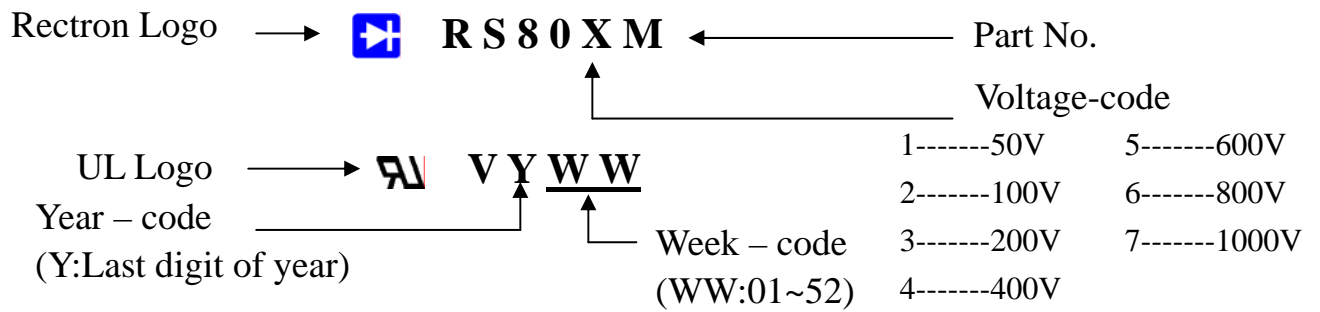 Rectron Logo R S 8 0 X M Part No.
Voltage-code
1-------50V 5-------600V
UL Logo V Y W W
2-------100V 6-------800V
Year – code
3-------200V 7-------1000V
Week – code
(Y:Last digit of year)
(WW:01~52) 4-------400V